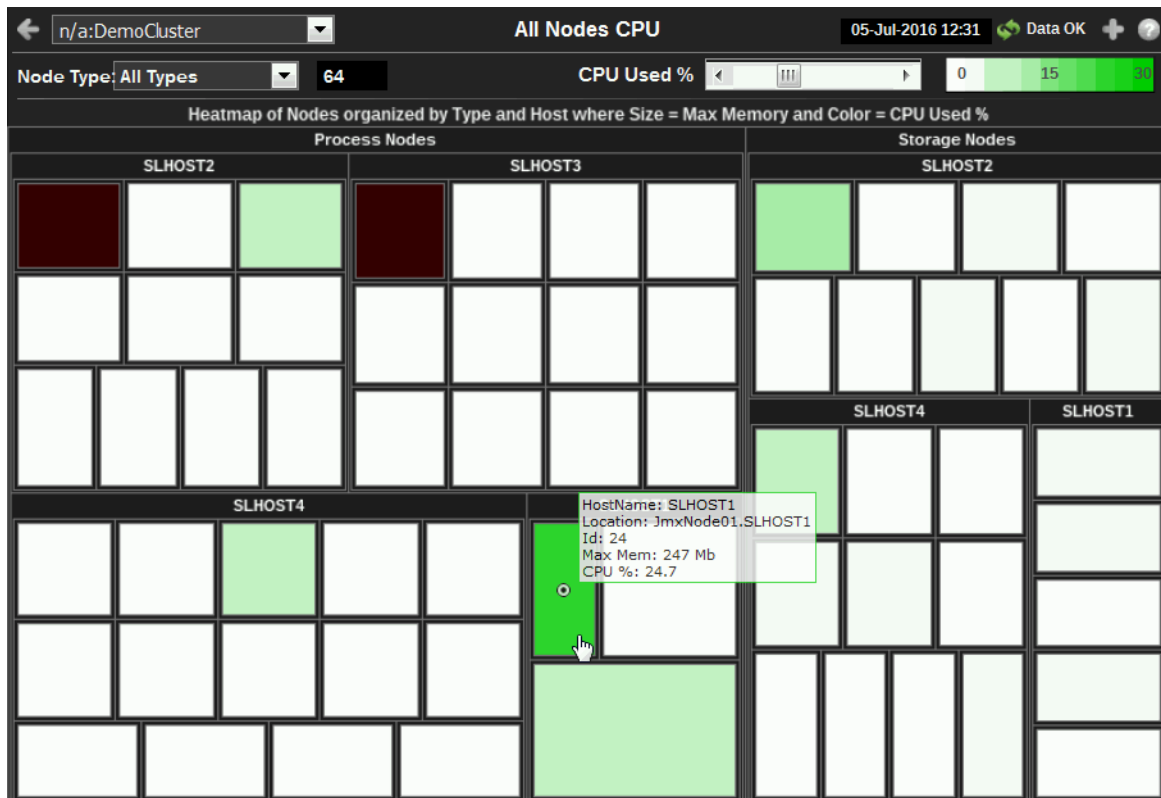 n/a:DemoCluster
All Nodes CPU
05-Jul-2016 12:31
Data OK
?
Node Type: All Types
64
CPU Used %
0
15
30
Heatmap of Nodes organized by Type and Host where Size = Max Memory and Color = CPU Used %
Process Nodes
Storage Nodes
SLHOST2
SLHOST3
SLHOST2
SLHOST4
SLHOST1
SLHOST4
HostName: SLHOST1
Location: JmxNode01.SLHOST1
Id: 24
Max Mem: 247 Mb
CPU %: 24.7